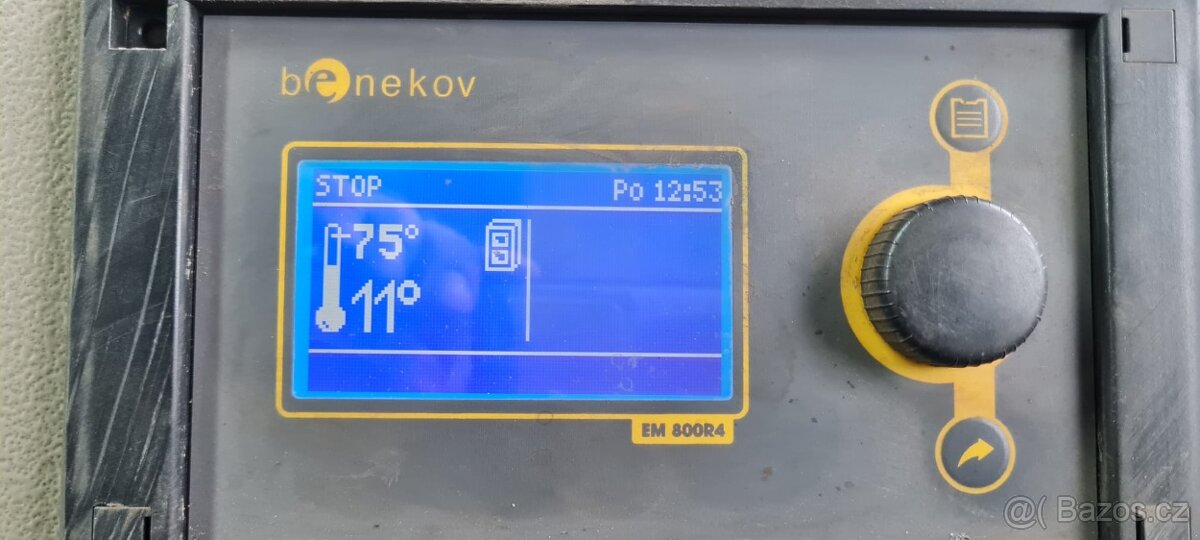 benekov
STOP
Po 12:53
75°
11°
EM 800R4
@( Bazos.cz